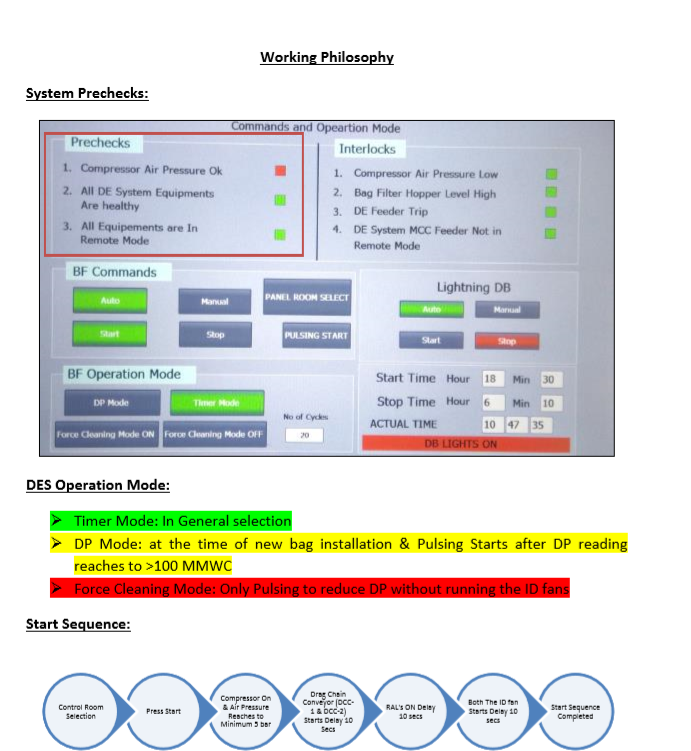 Working Philosophy
System Prechecks:
Commands and Opeartion Mode
Prechecks
1. Compressor Air Pressure Ok
2. All DE System Equipments
Are healthy
3. All Equipements are In
Remote Mode
Interlocks
1. Compressor Air Pressure Low
2. Bag Filter Hopper Level High
3. DE Feeder Trip
4. DE System MCC Feeder Not in
Remote Mode
BF Commands
Auto
Manual
PANEL ROOM SELECT
Start
Stop
PULSING START
Lightning DB
Auto
Manual
Start
Stop
BF Operation Mode
DP Mode
Timer Mode
No of Cycles
Force Cleaning Mode ON
Force Cleaning Mode OFF
20
Start Time Hour 18 Min 30
Stop Time Hour 6 Min 10
ACTUAL TIME 10 47 35
DB LIGHTS ON
DES Operation Mode:
➢ Timer Mode: In General selection
➢ DP Mode: at the time of new bag installation & Pulsing Starts after DP reading
reaches to >100 MMWC
➢ Force Cleaning Mode: Only Pulsing to reduce DP without running the ID fans
Start Sequence:
Control Room
Selection
Press Start
Compressor On
& Air Pressure
Reaches to
Minimum 5 bar
Drag Chain
Conveyor (DCC-
1 & DCC-2)
Starts Delay 10
Secs
RAL's ON Delay
10 secs
Both The ID fan
Starts Delay 10
secs
Start Sequence
Completed